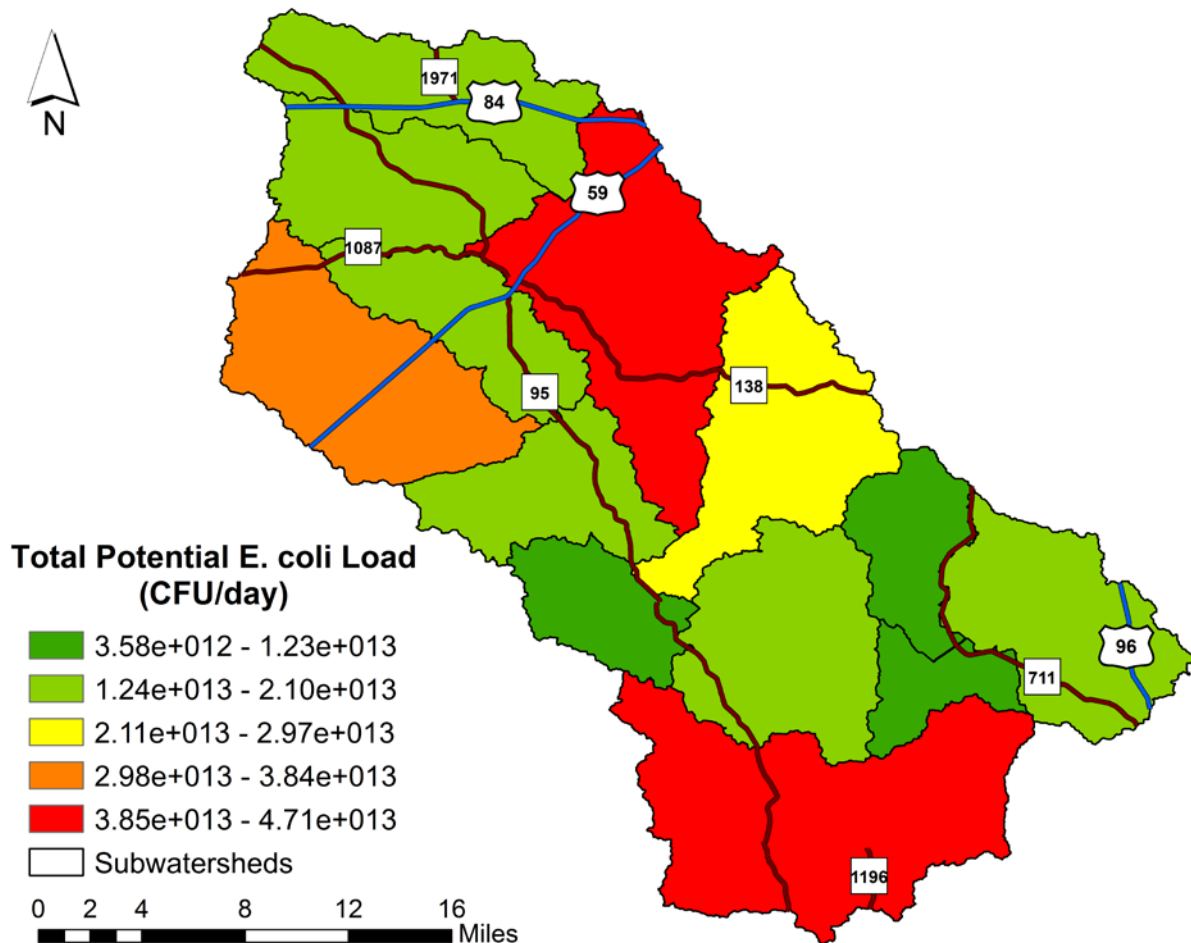 N
1971
84
59
1087
95
138
96
711
1196
Total Potential E. coli Load
(CFU/day)
3.58e+012 - 1.23e+013
1.24e+013 - 2.10e+013
2.11e+013 - 2.97e+013
2.98e+013 - 3.84e+013
3.85e+013 - 4.71e+013
Subwatersheds
0 2 4 8 12 16
Miles